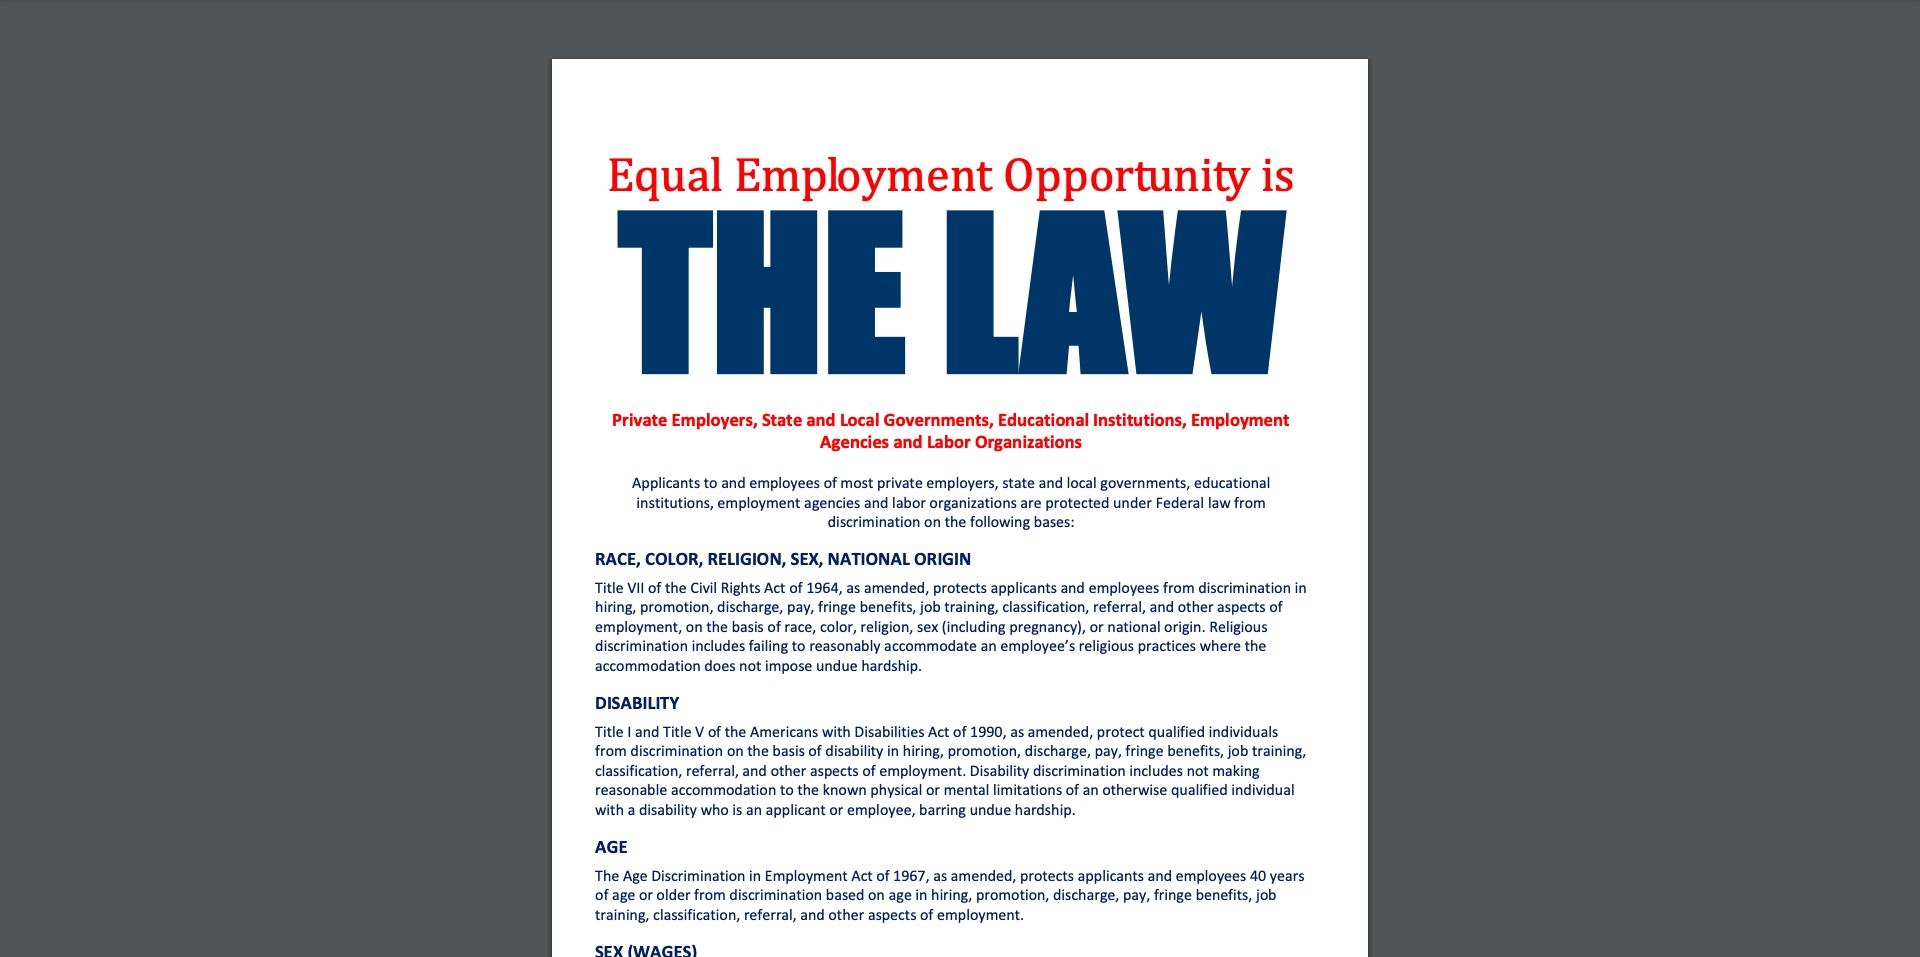 Equal Employment Opportunity is
THE LAW
Private Employers, State and Local Governments, Educational Institutions, Employment
Agencies and Labor Organizations
Applicants to and employees of most private employers, state and local governments, educational
institutions, employment agencies and labor organizations are protected under Federal law from
discrimination on the following bases:
RACE, COLOR, RELIGION, SEX, NATIONAL ORIGIN
Title VII of the Civil Rights Act of 1964, as amended, protects applicants and employees from discrimination in
hiring, promotion, discharge, pay, fringe benefits, job training, classification, referral, and other aspects of
employment, on the basis of race, color, religion, sex (including pregnancy), or national origin. Religious
discrimination includes failing to reasonably accommodate an employee’s religious practices where the
accommodation does not impose undue hardship.
DISABILITY
Title I and Title V of the Americans with Disabilities Act of 1990, as amended, protect qualified individuals
from discrimination on the basis of disability in hiring, promotion, discharge, pay, fringe benefits, job training,
classification, referral, and other aspects of employment. Disability discrimination includes not making
reasonable accommodation to the known physical or mental limitations of an otherwise qualified individual
with a disability who is an applicant or employee, barring undue hardship.
AGE
The Age Discrimination in Employment Act of 1967, as amended, protects applicants and employees 40 years
of age or older from discrimination based on age in hiring, promotion, discharge, pay, fringe benefits, job
training, classification, referral, and other aspects of employment.
SEX (WAGES)